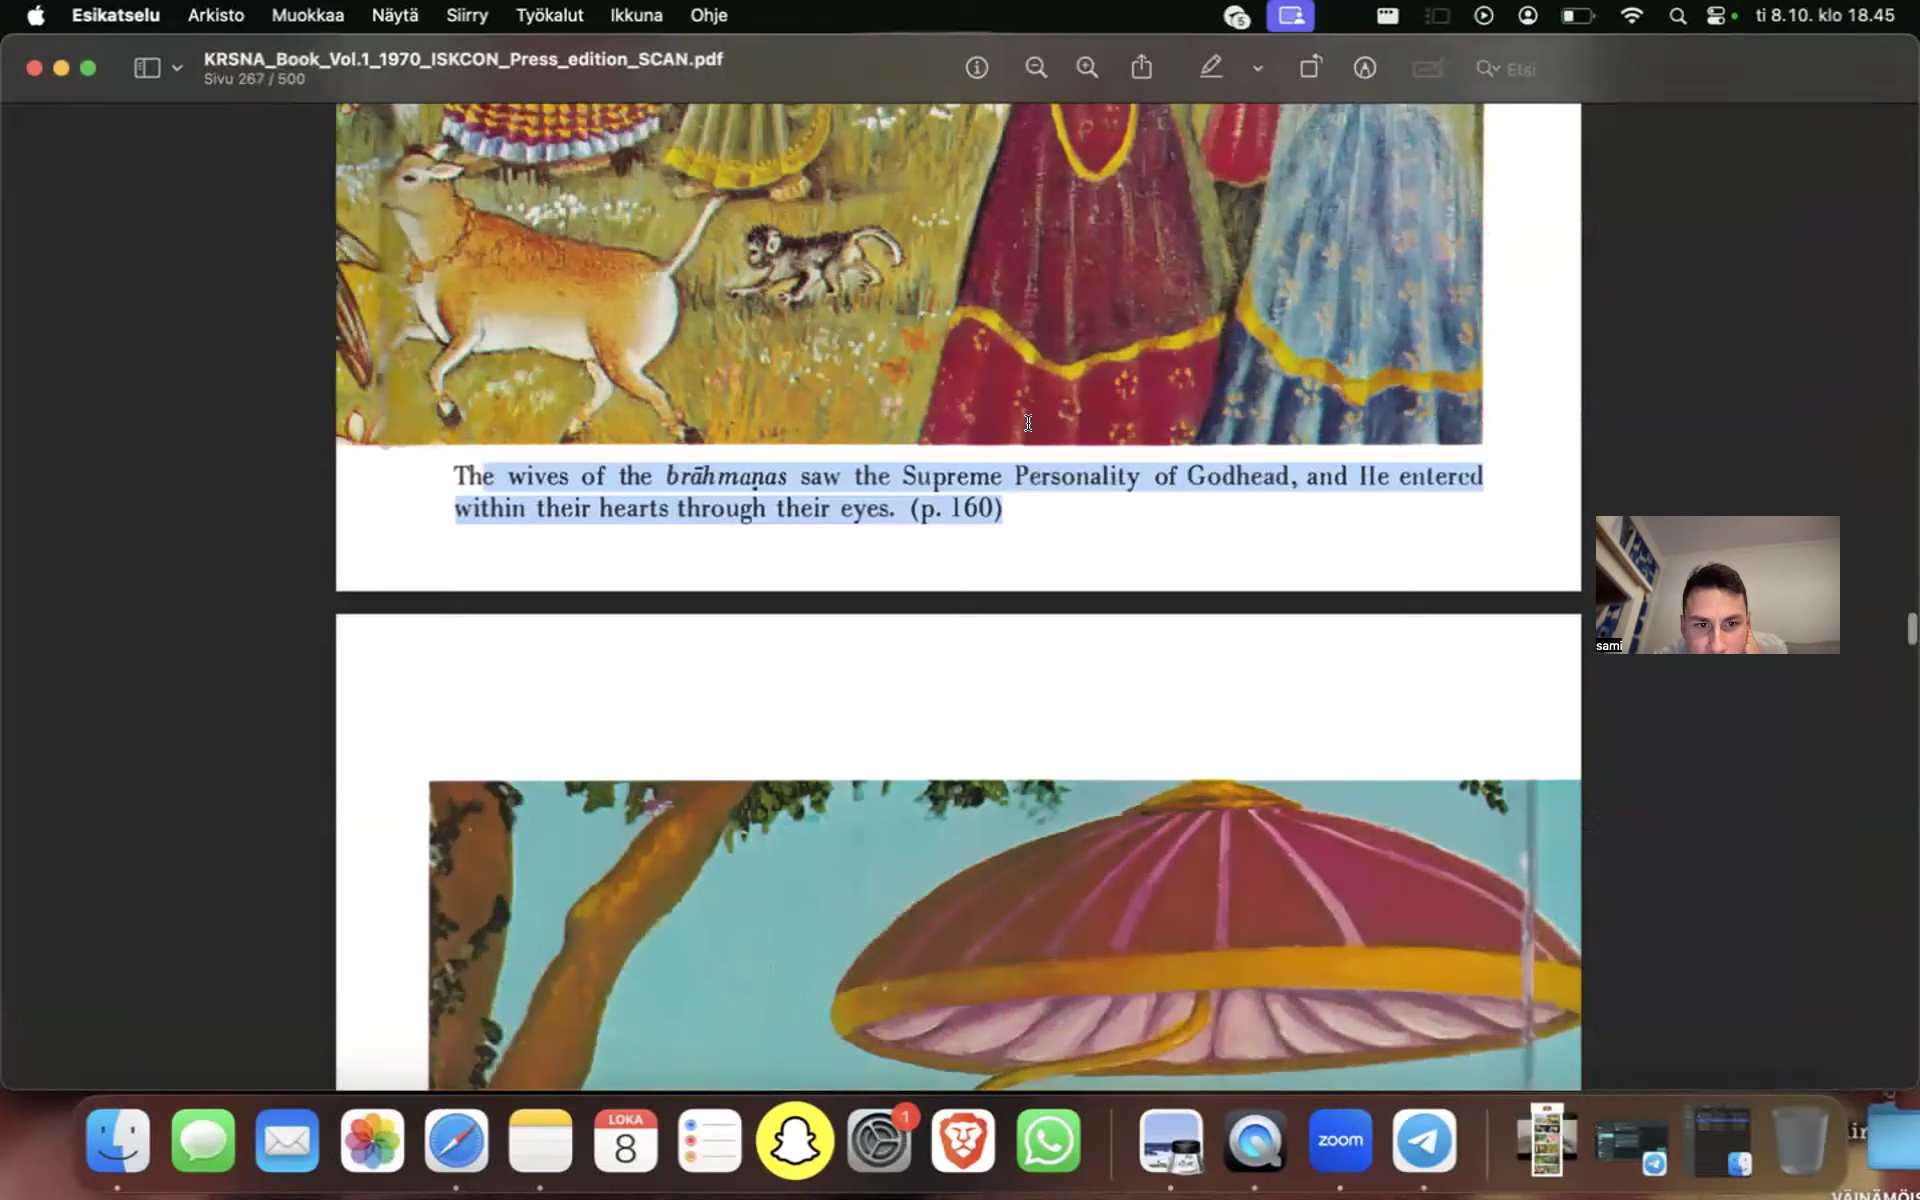 Esikatselu Arkisto Muokkaa Näytä Siirry Työkalut Ikkuna Ohje
5
ti 8.10. klo 18.45
KRSNA_Book_Vol.1_1970_ISKCON_Press_edition_SCAN.pdf
Sivu 267 / 500
Etsi
The wives of the brāhmaṇas saw the Supreme Personality of Godhead, and He entered
within their hearts through their eyes. (p. 160)
sami
LOKA
8
1
zoom